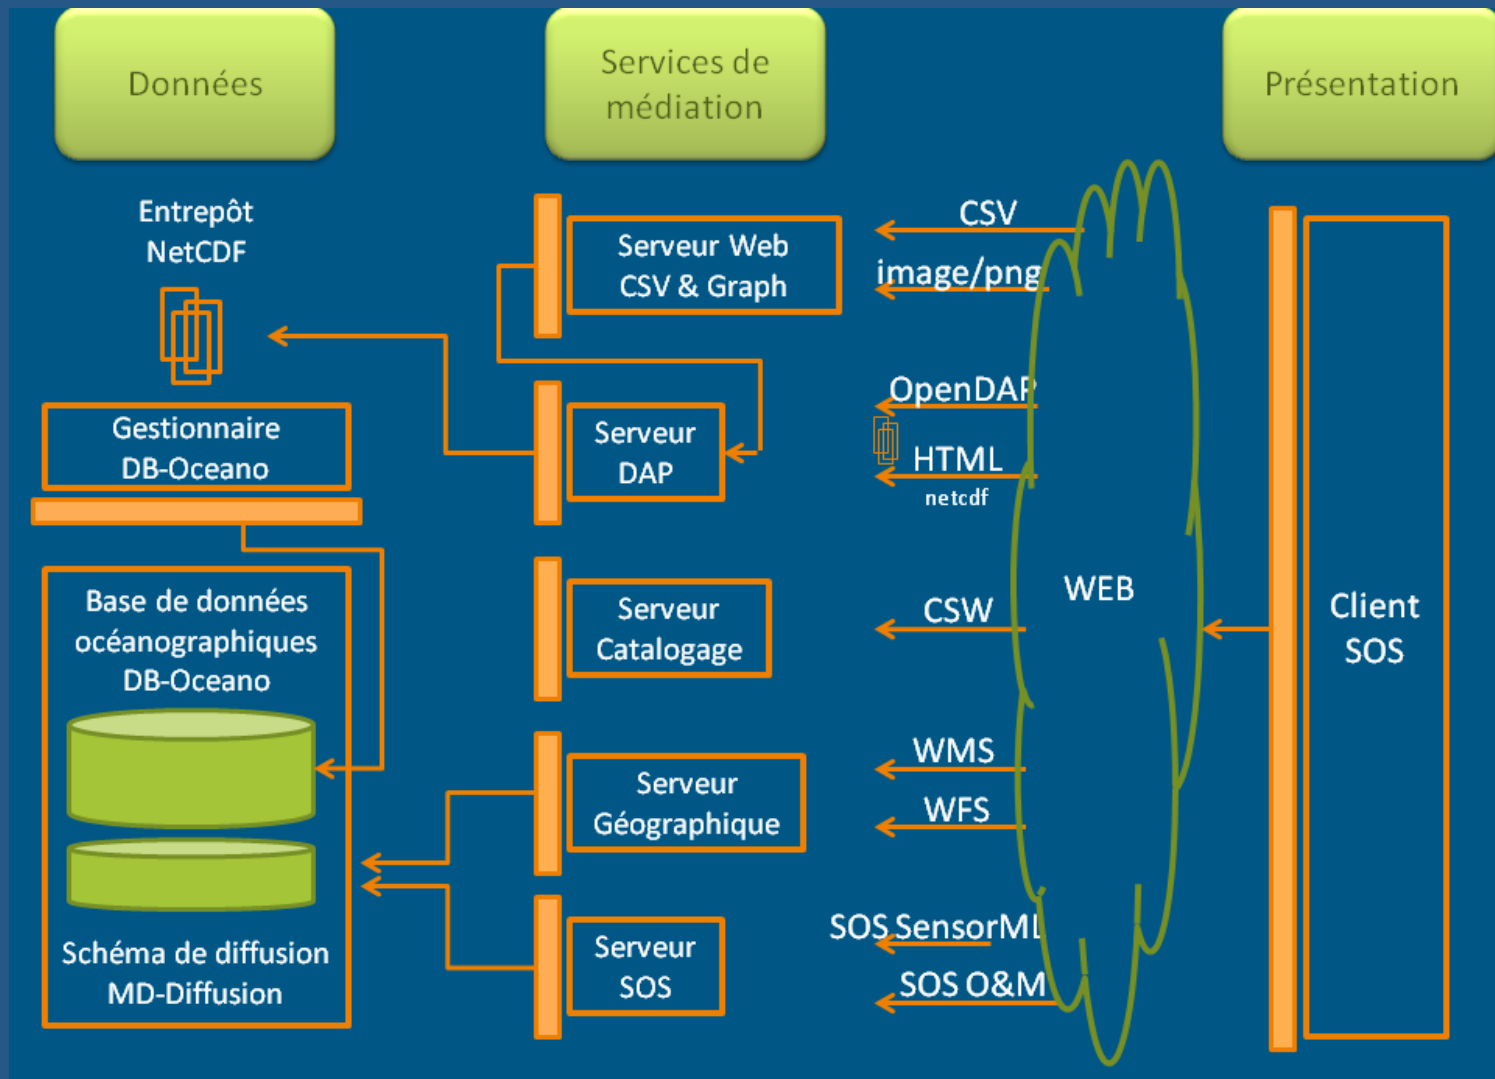 Données
Services de
médiation
Présentation
Entrepôt
NetCDF
Gestionnaire
DB-Oceano
Base de données
océanographiques
DB-Oceano
Schéma de diffusion
MD-Diffusion
Serveur Web
CSV & Graph
Serveur
DAP
Serveur
Catalogage
Serveur
Géographique
Serveur
SOS
CSV
image/png
OpenDAP
HTML
netcdf
CSW
WMS
WFS
SOS SensorML
SOS O&M
WEB
Client
SOS